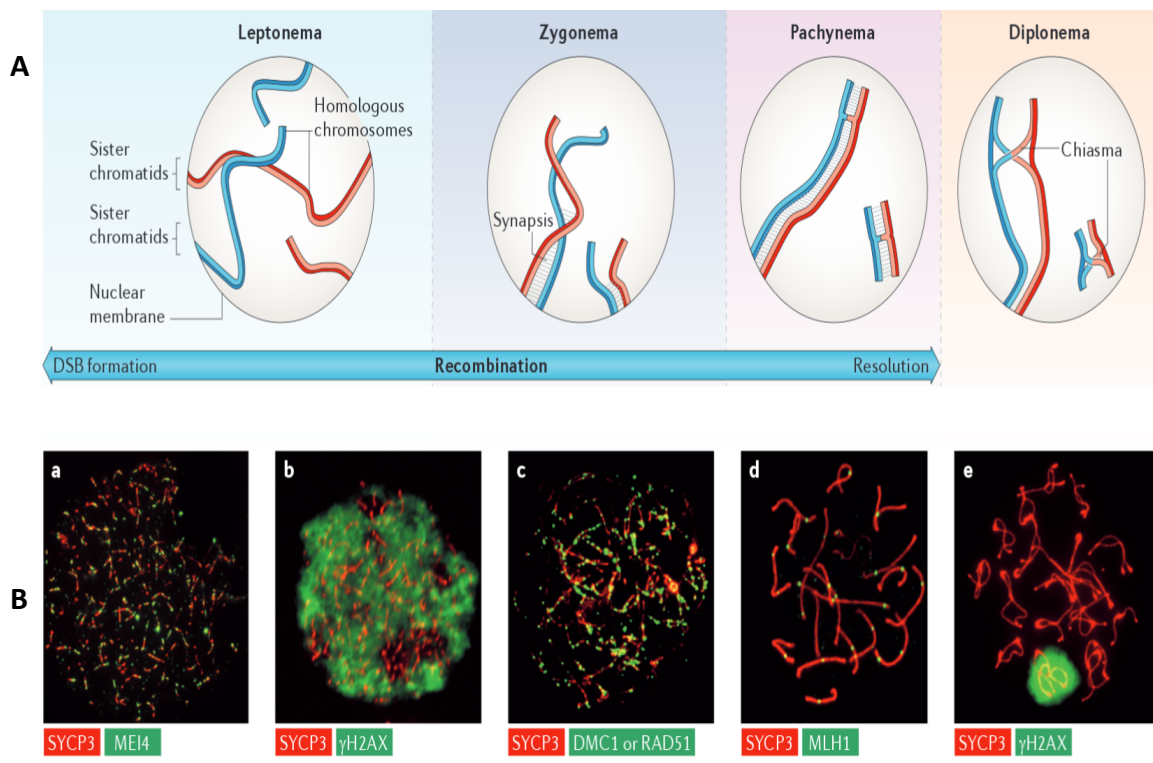 A
Leptonema
Zygonema
Pachynema
Diplonema
Homologous
chromosomes
Sister
chromatids
Sister
chromatids
Nuclear
membrane
Synapsis
Chiasma
DSB formation
Recombination
Resolution
B
a
b
c
d
e
SYCP3 MEI4
SYCP3 γH2AX
SYCP3 DMC1 or RAD51
SYCP3 MLH1
SYCP3 γH2AX